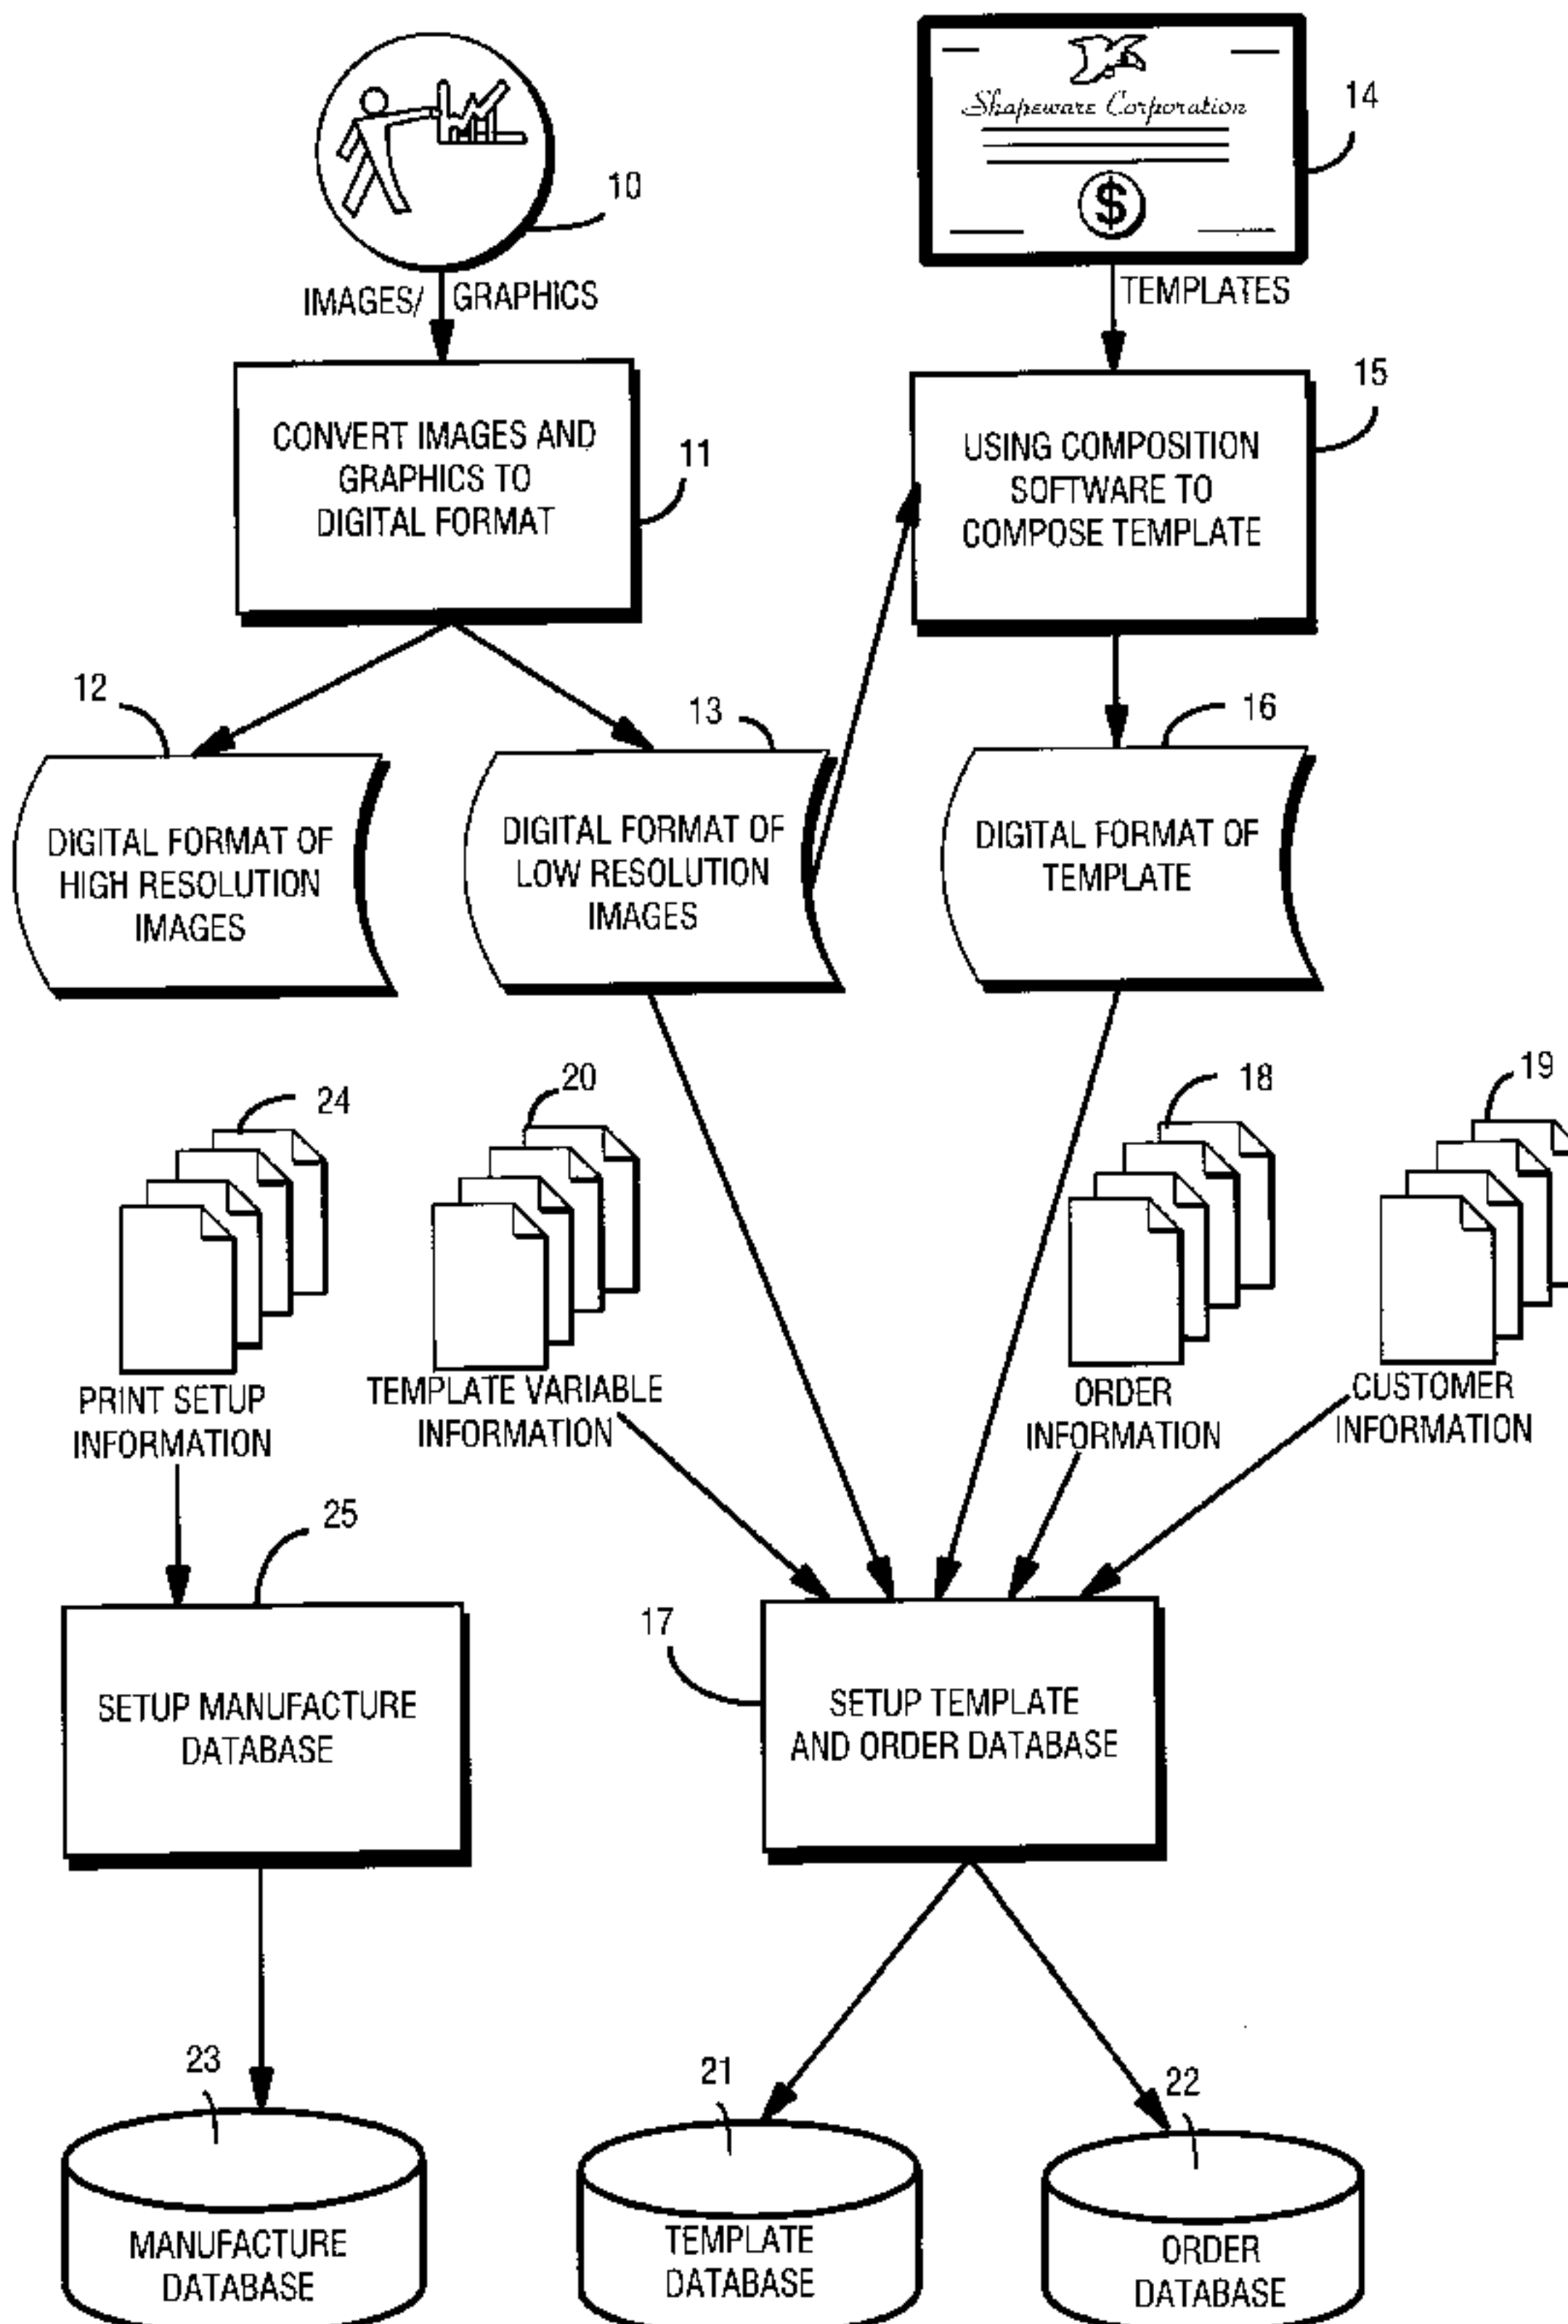 14
Shapeware Corporation
$
10
IMAGES/ GRAPHICS
TEMPLATES
15
CONVERT IMAGES AND
GRAPHICS TO
DIGITAL FORMAT
11
USING COMPOSITION
SOFTWARE TO
COMPOSE TEMPLATE
12
13
16
DIGITAL FORMAT OF
HIGH RESOLUTION
IMAGES
DIGITAL FORMAT OF
LOW RESOLUTION
IMAGES
DIGITAL FORMAT OF
TEMPLATE
24
20
18
19
PRINT SETUP
INFORMATION
TEMPLATE VARIABLE
INFORMATION
ORDER
INFORMATION
CUSTOMER
INFORMATION
25
17
SETUP MANUFACTURE
DATABASE
SETUP TEMPLATE
AND ORDER DATABASE
23
21
22
MANUFACTURE
DATABASE
TEMPLATE
DATABASE
ORDER
DATABASE